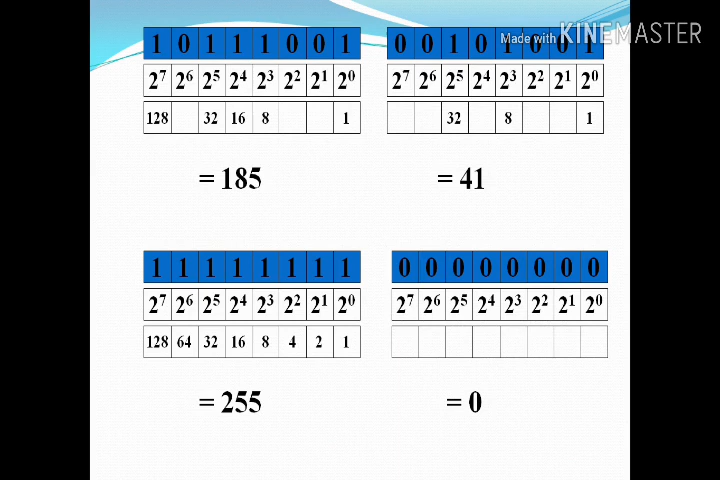 1 0 1 1 1 0 0 1
2⁷ 2⁶ 2⁵ 2⁴ 2³ 2² 2¹ 2⁰
128 32 16 8 1
= 185
Made with KINEMASTER
0 0 1 0 1 0 0 1
2⁷ 2⁶ 2⁵ 2⁴ 2³ 2² 2¹ 2⁰
32 8 1
= 41
1 1 1 1 1 1 1 1
2⁷ 2⁶ 2⁵ 2⁴ 2³ 2² 2¹ 2⁰
128 64 32 16 8 4 2 1
= 255
0 0 0 0 0 0 0 0
2⁷ 2⁶ 2⁵ 2⁴ 2³ 2² 2¹ 2⁰
= 0